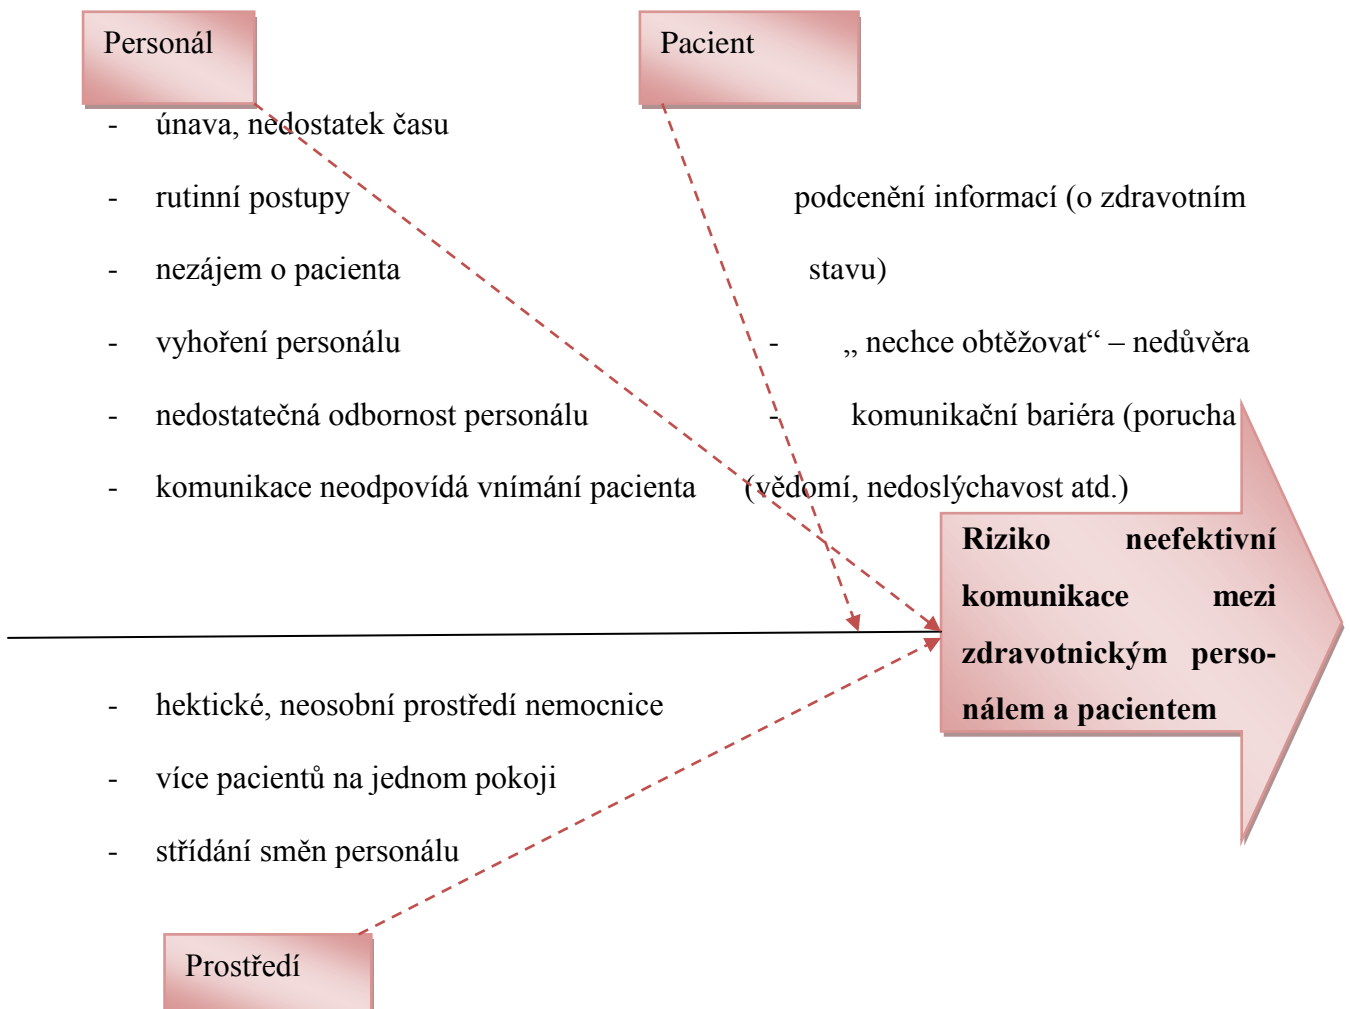 Personál
- únava, nedostatek času
- rutinní postupy
- nezájem o pacienta
- vyhoření personálu
- nedostatečná odbornost personálu
- komunikace neodpovídá vnímání pacienta
Pacient
podcenění informací (o zdravotním
stavu)
- „ nechce obtěžovat“ – nedůvěra
- komunikační bariéra (porucha
(vědomí, nedoslýchavost atd.)
Riziko neefektivní
komunikace mezi
zdravotnickým perso-
nálem a pacientem
- hektické, neosobní prostředí nemocnice
- více pacientů na jednom pokoji
- střídání směn personálu
Prostředí